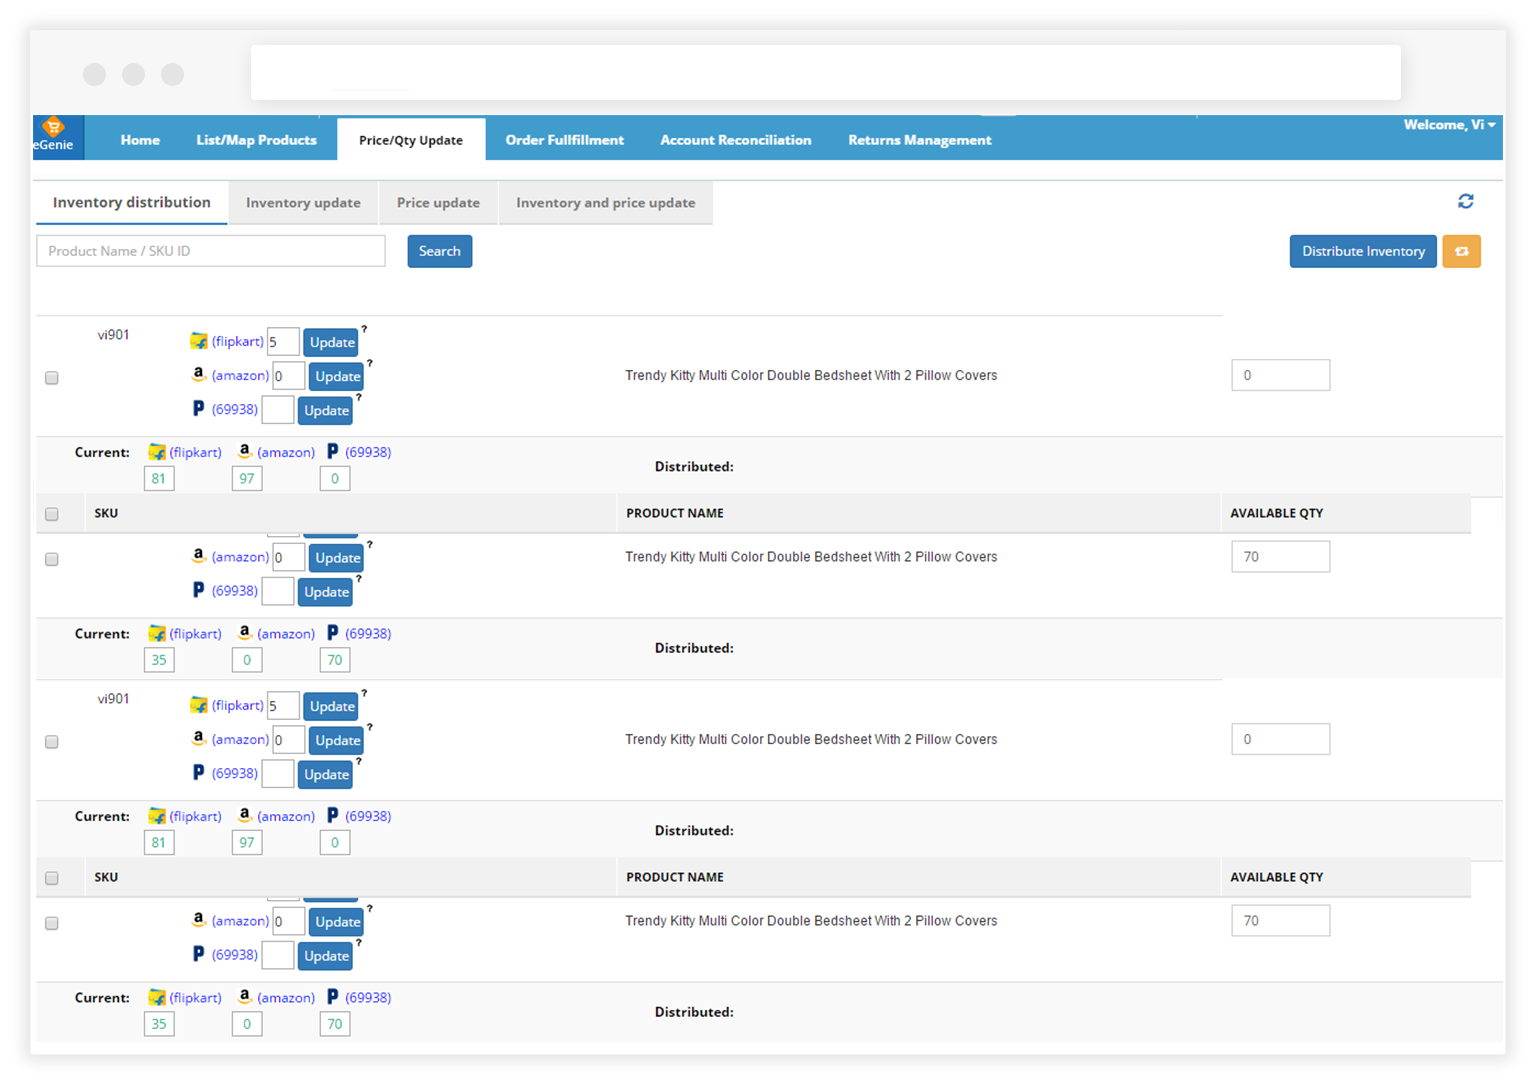 eGenie
Home List/Map Products Price/Qty Update Order Fullfillment Account Reconciliation Returns Management Welcome, Vi
Inventory distribution Inventory update Price update Inventory and price update
Product Name / SKU ID Search Distribute Inventory
vi901 (flipkart) 5 Update ?
(amazon) 0 Update ? Trendy Kitty Multi Color Double Bedsheet With 2 Pillow Covers 0
P (69938) Update ?
Current: (flipkart) a (amazon) P (69938)
Distributed:
81 97 0
SKU PRODUCT NAME AVAILABLE QTY
a (amazon) 0 Update ? Trendy Kitty Multi Color Double Bedsheet With 2 Pillow Covers 70
P (69938) Update ?
Current: (flipkart) a (amazon) P (69938)
Distributed:
35 0 70
vi901 (flipkart) 5 Update ?
a (amazon) 0 Update ? Trendy Kitty Multi Color Double Bedsheet With 2 Pillow Covers 0
P (69938) Update ?
Current: (flipkart) a (amazon) P (69938)
Distributed:
81 97 0
SKU PRODUCT NAME AVAILABLE QTY
a (amazon) 0 Update ? Trendy Kitty Multi Color Double Bedsheet With 2 Pillow Covers 70
P (69938) Update ?
Current: (flipkart) a (amazon) P (69938)
Distributed:
35 0 70